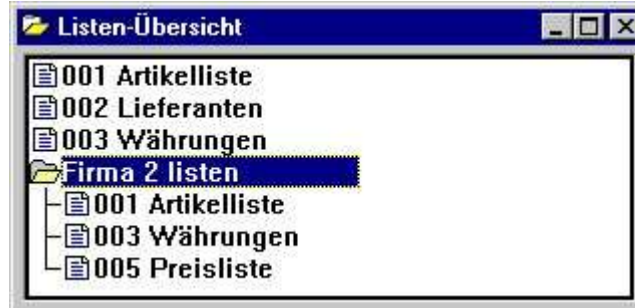 Listen-Übersicht
001 Artikelliste
002 Lieferanten
003 Währungen
Firma 2 listen
001 Artikelliste
003 Währungen
005 Preisliste